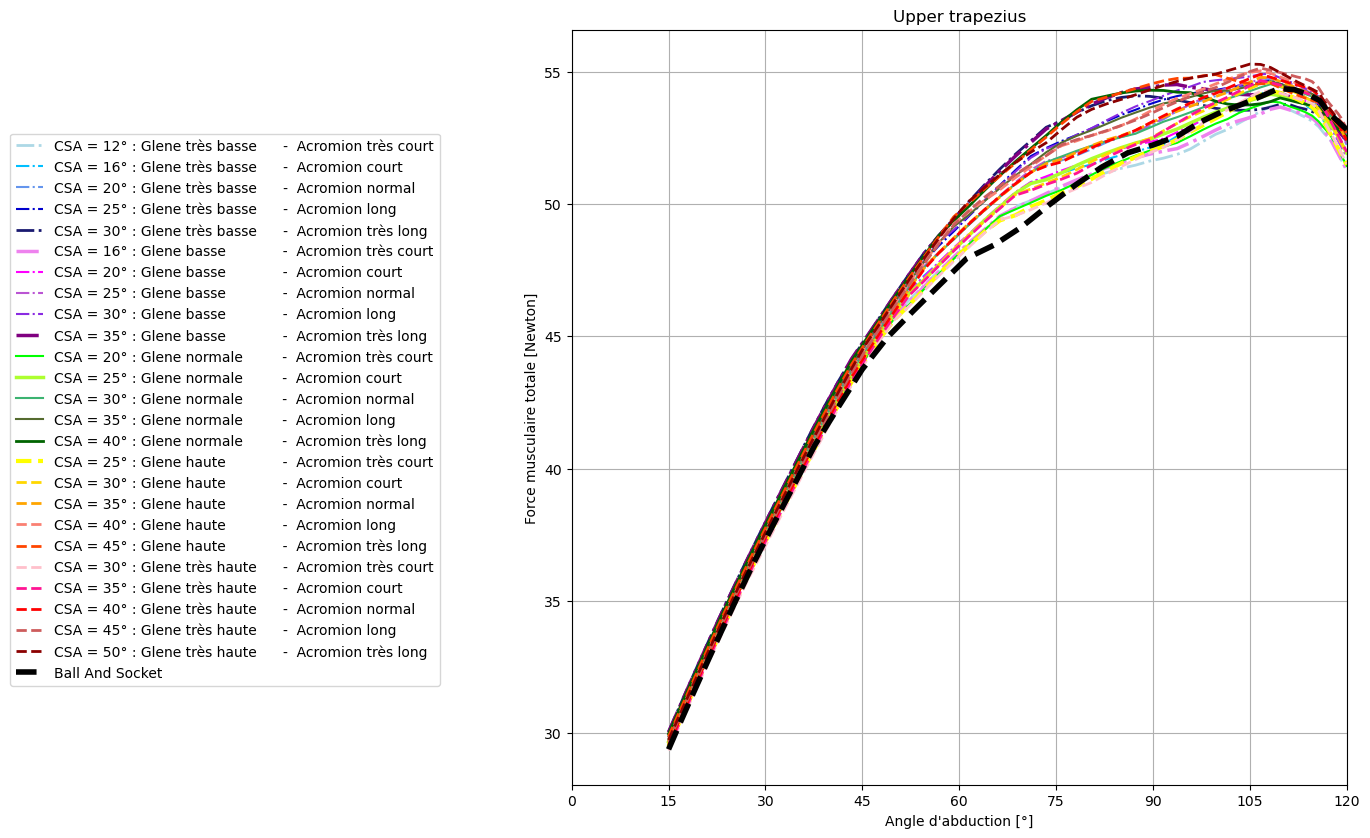 Upper trapezius
CSA = 12° : Glene très basse - Acromion très court
CSA = 16° : Glene très basse - Acromion court
CSA = 20° : Glene très basse - Acromion normal
CSA = 25° : Glene très basse - Acromion long
CSA = 30° : Glene très basse - Acromion très long
CSA = 16° : Glene basse - Acromion très court
CSA = 20° : Glene basse - Acromion court
CSA = 25° : Glene basse - Acromion normal
CSA = 30° : Glene basse - Acromion long
CSA = 35° : Glene basse - Acromion très long
CSA = 20° : Glene normale - Acromion très court
CSA = 25° : Glene normale - Acromion court
CSA = 30° : Glene normale - Acromion normal
CSA = 35° : Glene normale - Acromion long
CSA = 40° : Glene normale - Acromion très long
CSA = 25° : Glene haute - Acromion très court
CSA = 30° : Glene haute - Acromion court
CSA = 35° : Glene haute - Acromion normal
CSA = 40° : Glene haute - Acromion long
CSA = 45° : Glene haute - Acromion très long
CSA = 30° : Glene très haute - Acromion très court
CSA = 35° : Glene très haute - Acromion court
CSA = 40° : Glene très haute - Acromion normal
CSA = 45° : Glene très haute - Acromion long
CSA = 50° : Glene très haute - Acromion très long
Ball And Socket
Force musculaire totale [Newton]
55
50
45
40
35
30
0 15 30 45 60 75 90 105 120
Angle d'abduction [°]